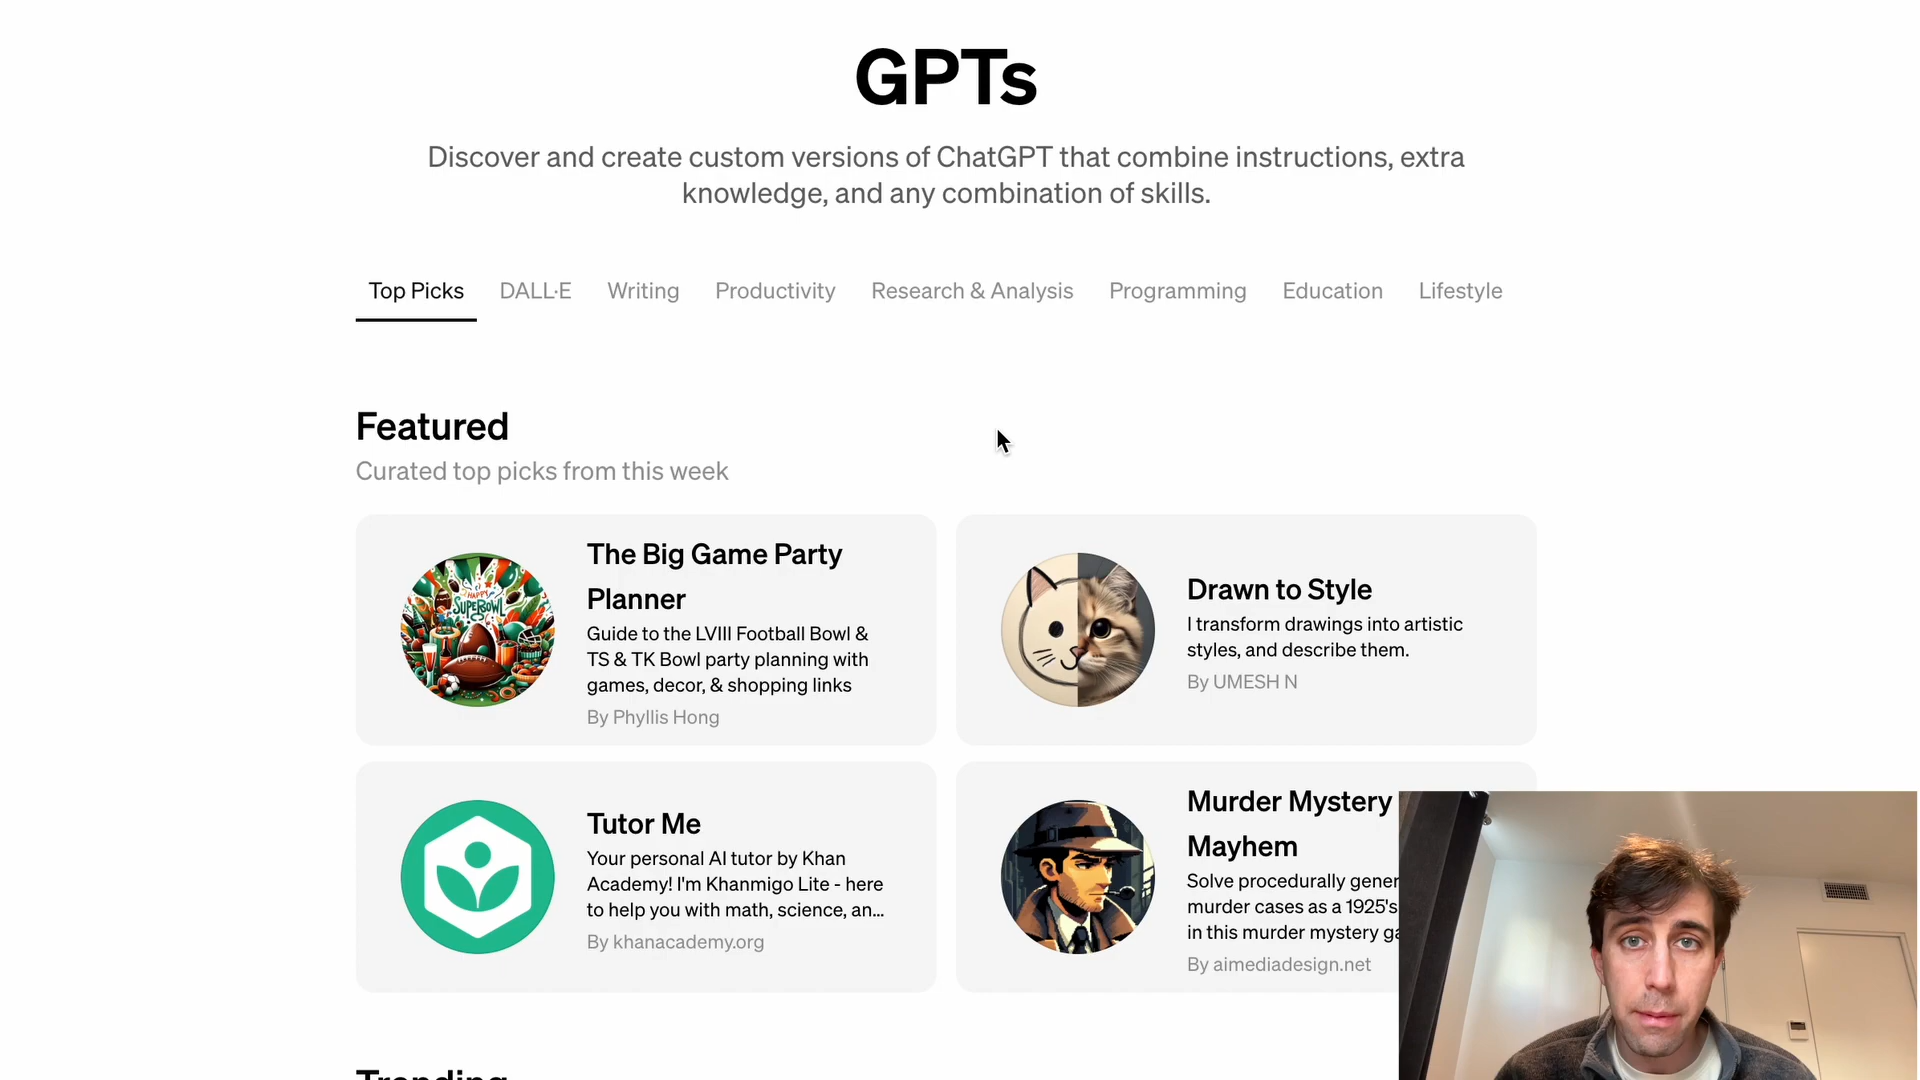 GPTs
Discover and create custom versions of ChatGPT that combine instructions, extra
knowledge, and any combination of skills.
Top Picks DALL·E Writing Productivity Research & Analysis Programming Education Lifestyle
Featured
Curated top picks from this week
The Big Game Party
Planner
Guide to the LVIII Football Bowl &
TS & TK Bowl party planning with
games, decor, & shopping links
By Phyllis Hong
HAPPY
SUPERBOWL
Drawn to Style
I transform drawings into artistic
styles, and describe them.
By UMESH N
Tutor Me
Your personal AI tutor by Khan
Academy! I'm Khanmigo Lite - here
to help you with math, science, an...
By khanacademy.org
Murder Mystery
Mayhem
Solve procedurally gener
murder cases as a 1925's
in this murder mystery ga
By aimediadesign.net
Trending